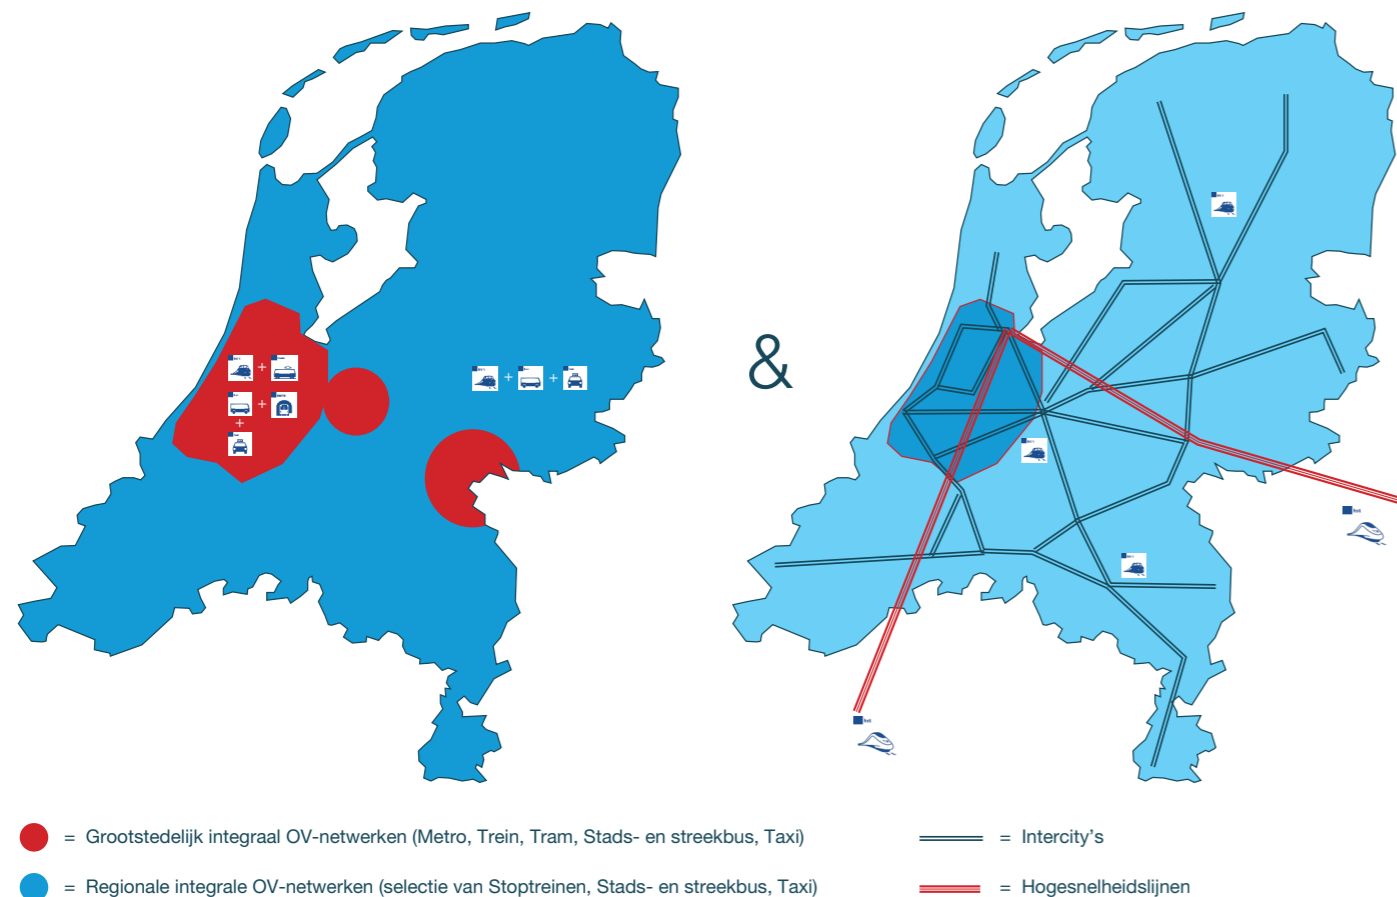 &
= Grootstedelijk integraal OV-netwerken (Metro, Trein, Tram, Stads- en streekbus, Taxi)
= Regionale integrale OV-netwerken (selectie van Stoptreinen, Stads- en streekbus, Taxi)
= Intercity's
= Hogesnelheidslijnen